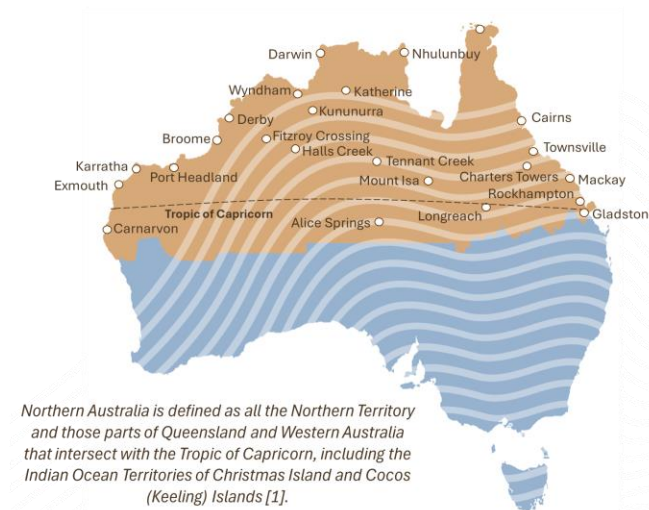 Darwin
Nhulunbuy
Wyndham
Katherine
Kununurra
Derby
Cairns
Broome
Fitzroy Crossing
Halls Creek
Townsville
Tennant Creek
Karratha
Port Headland
Mount Isa
Charters Towers
Mackay
Exmouth
Rockhampton
Tropic of Capricorn
Longreach
Gladston
Carnarvon
Alice Springs
Northern Australia is defined as all the Northern Territory
and those parts of Queensland and Western Australia
that intersect with the Tropic of Capricorn, including the
Indian Ocean Territories of Christmas Island and Cocos
(Keeling) Islands [1].